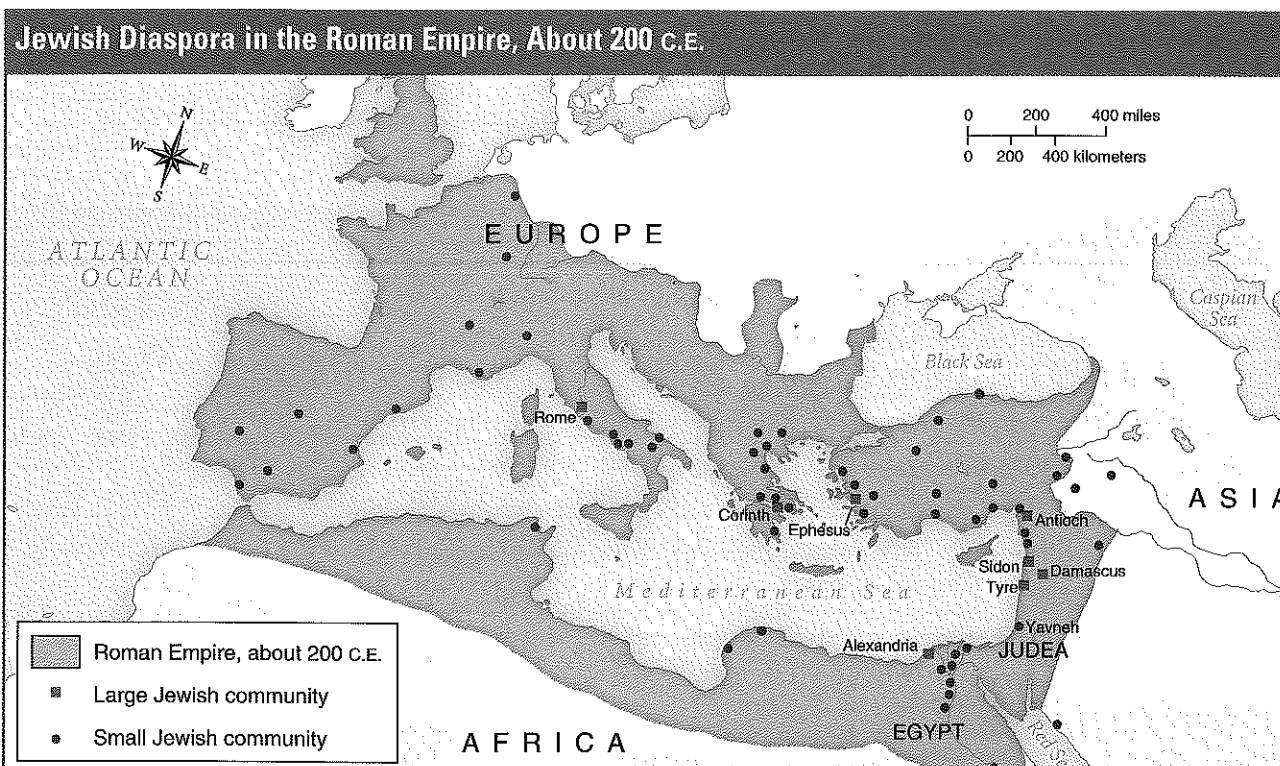 Jewish Diaspora in the Roman Empire, About 200 C.E.
N
W
E
S
0 200 400 miles
0 200 400 kilometers
ATLANTIC
OCEAN
EUROPE
Caspian
Sea
Black Sea
Rome
ASIA
Corinth
Ephesus
Antioch
Sidon
Damascus
Tyre
Mediterranean Sea
Yavneh
Alexandria
JUDEA
EGYPT
AFRICA
Roman Empire, about 200 C.E.
Large Jewish community
Small Jewish community